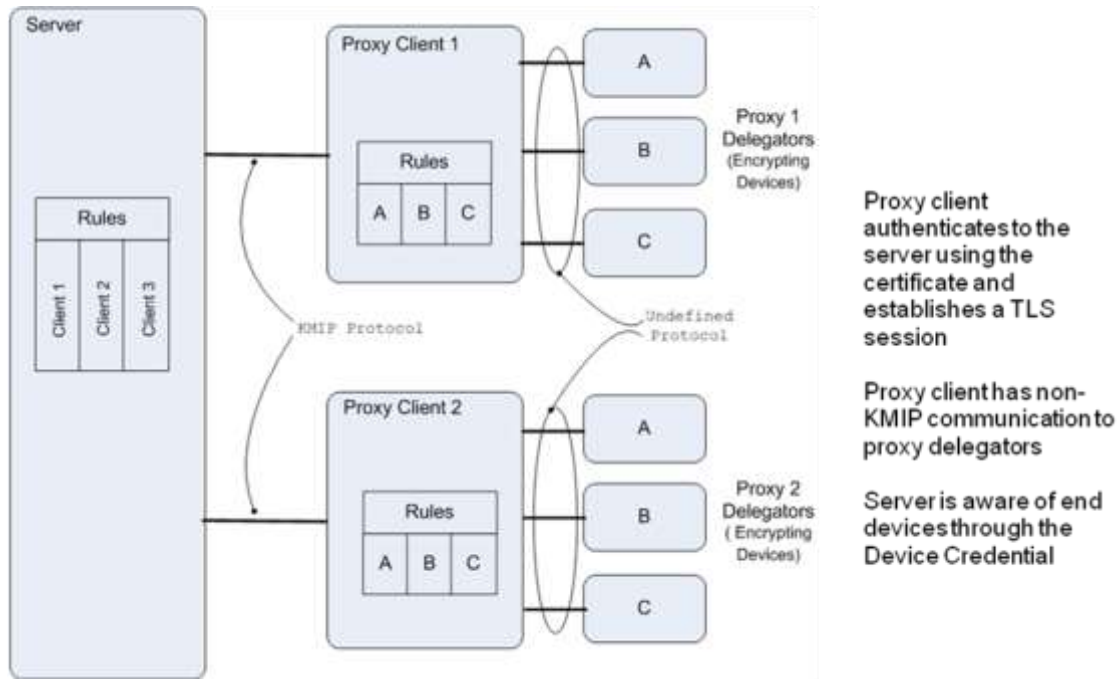 Server
Rules
Client 1
Client 2
Client 3
KMIP Protocol
Proxy Client 1
Rules
A B C
A
B
C
Proxy 1
Delegators
(Encrypting
Devices)
Undefined
Protocol
Proxy Client 2
Rules
A B C
A
B
C
Proxy 2
Delegators
( Encrypting
Devices)
Proxy client
authenticates to the
server using the
certificate and
establishes a TLS
session
Proxy client has non-
KMIP communication to
proxy delegators
Server is aware of end
devices through the
Device Credential